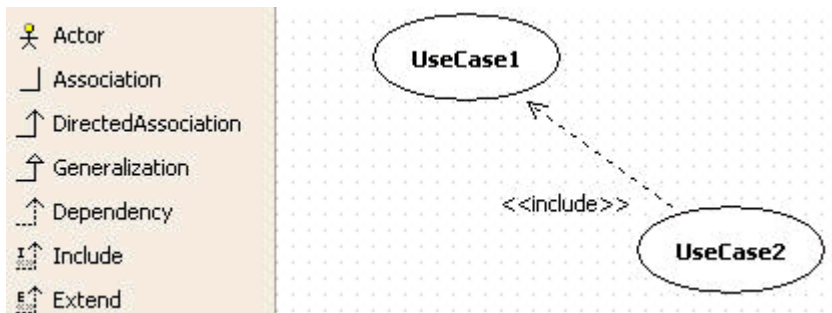 Actor
Association
DirectedAssociation
Generalization
Dependency
Include
Extend
UseCase1
<<include>>
UseCase2